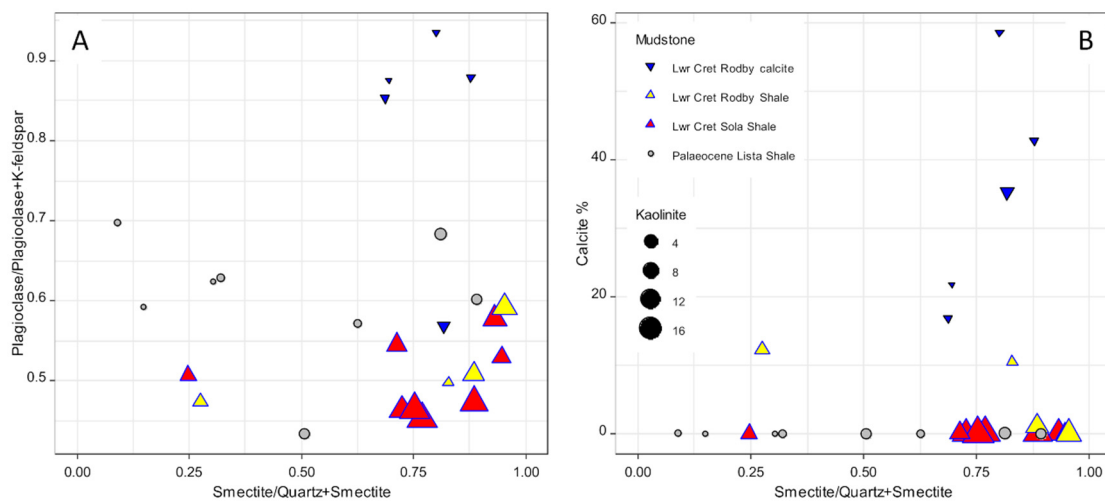 A
0.9
0.8
0.7
0.6
0.5
Plagioclase/Plagioclase+K-feldspar
0.00
0.25
0.50
0.75
1.00
Smectite/Quartz+Smectite
B
60
40
20
0
Calcite %
Mudstone
Lwr Cret Rodby calcite
Lwr Cret Rodby Shale
Lwr Cret Sola Shale
Palaeocene Lista Shale
Kaolinite
4
8
12
16
0.00
0.25
0.50
0.75
1.00
Smectite/Quartz+Smectite